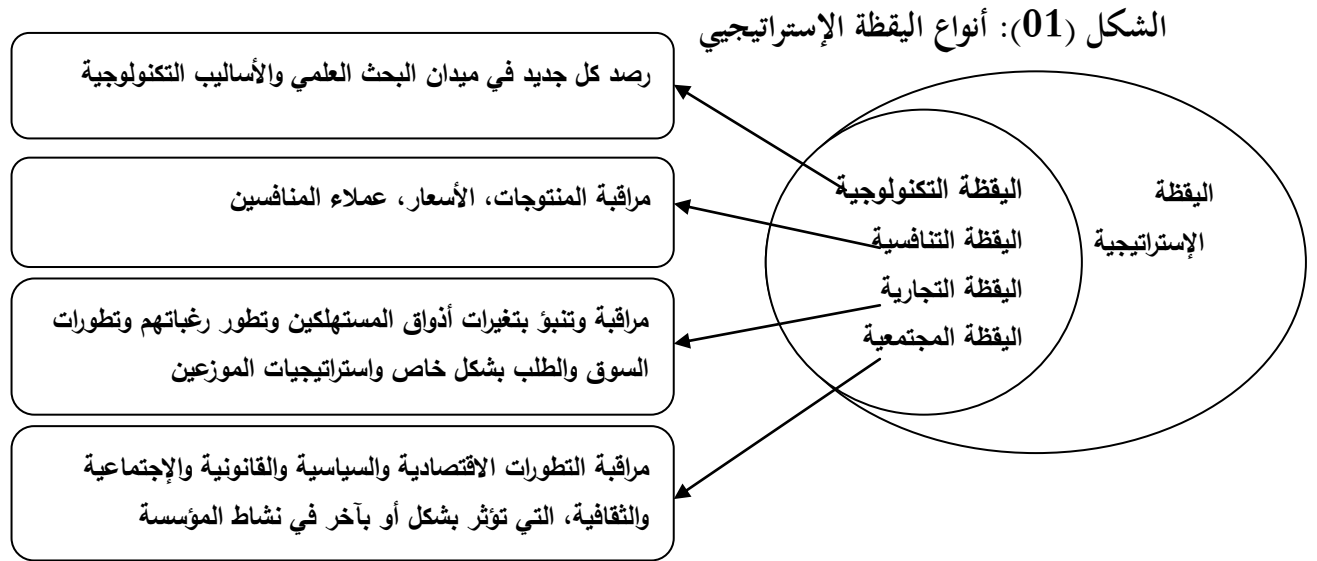 الشكل (01): أنواع اليقظة الإستراتيجيي
اليقظة
الإستراتيجية
اليقظة التكنولوجية
اليقظة التنافسية
اليقظة التجارية
اليقظة المجتمعية
رصد كل جديد في ميدان البحث العلمي والأساليب التكنولوجية
مراقبة المنتوجات، الأسعار، عملاء المنافسين
مراقبة وتنبؤ بتغيرات أذواق المستهلكين وتطور رغباتهم وتطورات
السوق والطلب بشكل خاص واستراتيجيات الموزعين
مراقبة التطورات الاقتصادية والسياسية والقانونية والإجتماعية
والثقافية، التي تؤثر بشكل أو بآخر في نشاط المؤسسة